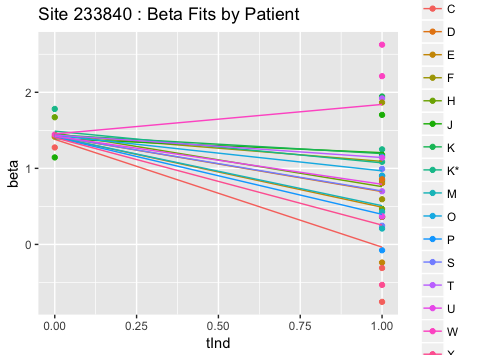 Site 233840 : Beta Fits by Patient
beta
2
1
0
0.00 0.25 0.50 0.75 1.00
tInd
C
D
E
F
H
J
K
K*
M
O
P
S
T
U
W